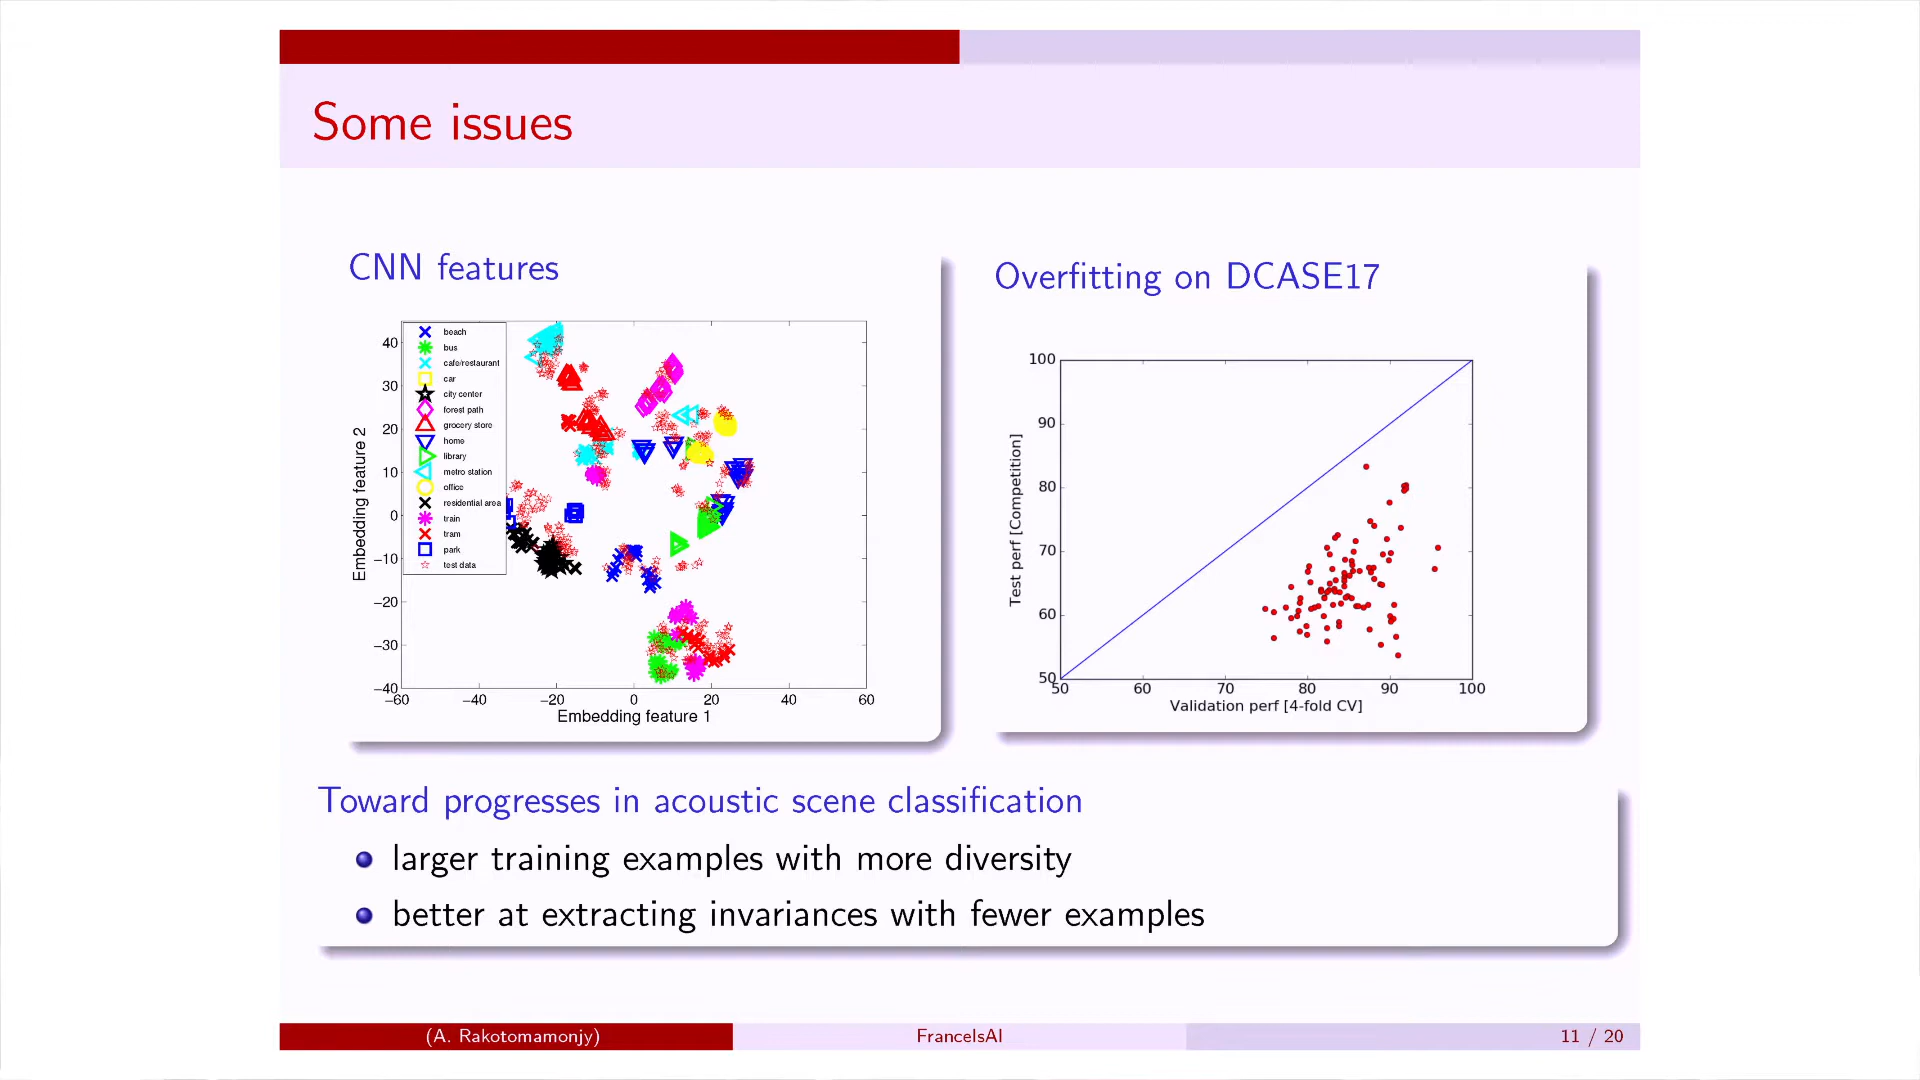 Some issues
CNN features
40
30
20
10
0
−10
−20
−30
−40
−60
−40
−20
0
20
40
60
Embedding feature 2
Embedding feature 1
beach
bus
cafe/restaurant
car
city center
forest path
grocery store
home
library
metro station
office
residential area
train
tram
park
test data
Overfitting on DCASE17
100
90
80
70
60
50
50
60
70
80
90
100
Test perf [Competition]
Validation perf [4-fold CV]
Toward progresses in acoustic scene classification
larger training examples with more diversity
better at extracting invariances with fewer examples
(A. Rakotomamonjy)
FranceIsAI
11 / 20